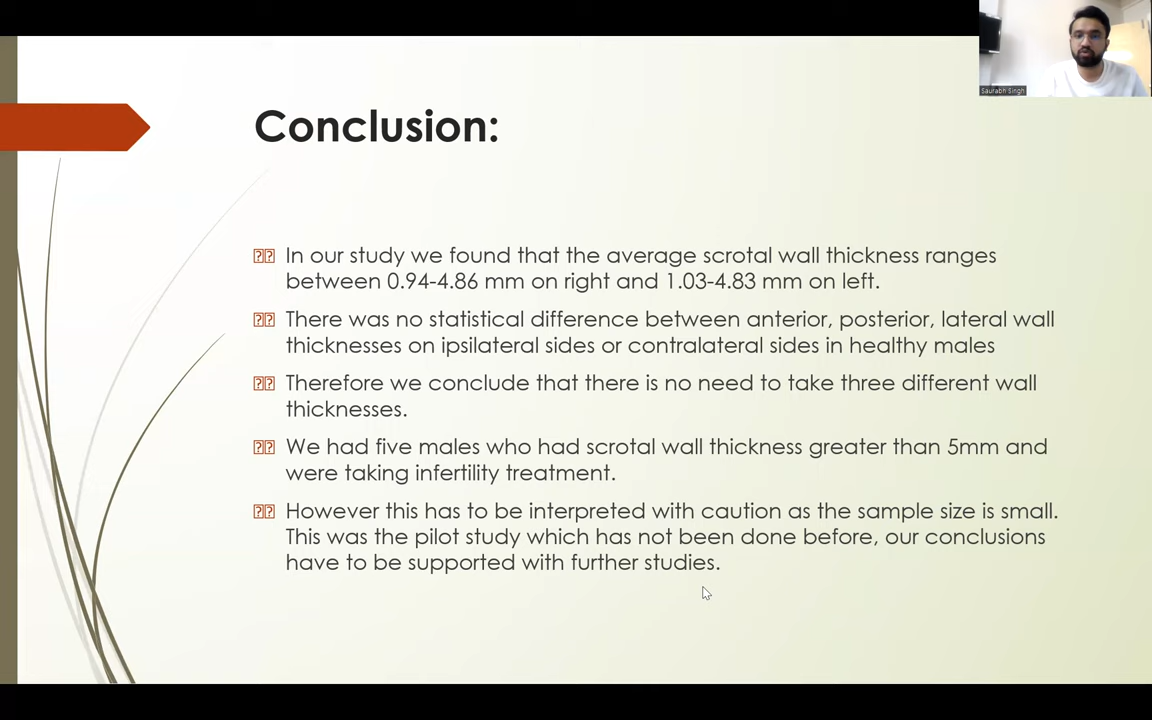 Saurabh Singh
Conclusion:
In our study we found that the average scrotal wall thickness ranges
between 0.94-4.86 mm on right and 1.03-4.83 mm on left.
There was no statistical difference between anterior, posterior, lateral wall
thicknesses on ipsilateral sides or contralateral sides in healthy males
Therefore we conclude that there is no need to take three different wall
thicknesses.
We had five males who had scrotal wall thickness greater than 5mm and
were taking infertility treatment.
However this has to be interpreted with caution as the sample size is small.
This was the pilot study which has not been done before, our conclusions
have to be supported with further studies.